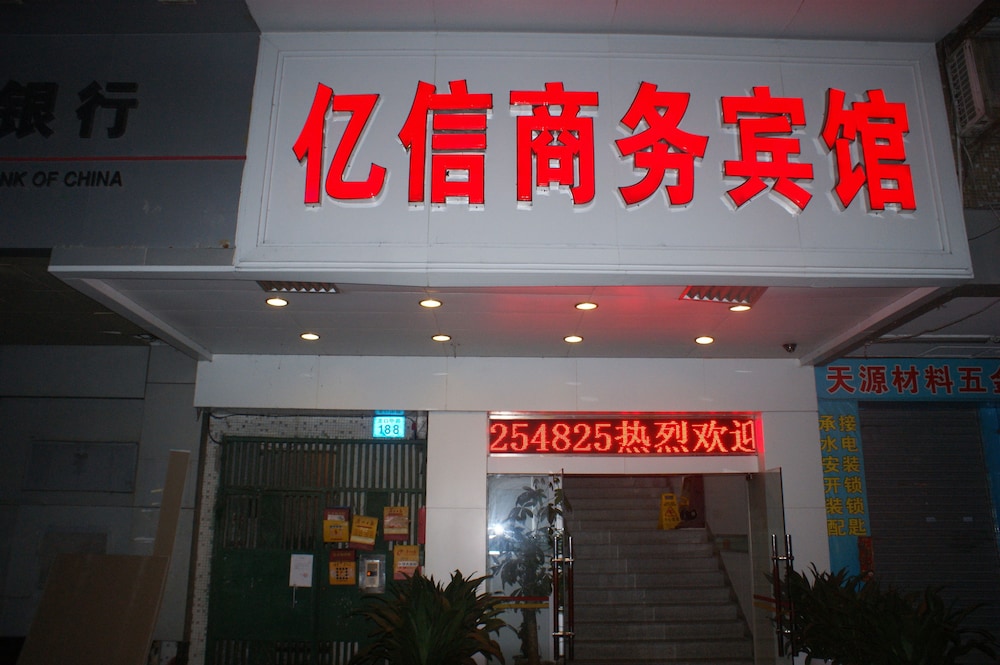 银行
NK OF CHINA
亿信商务宾馆
188
254825热烈欢迎
天源材料五金
承接
水电
安装
开锁
装锁
配匙